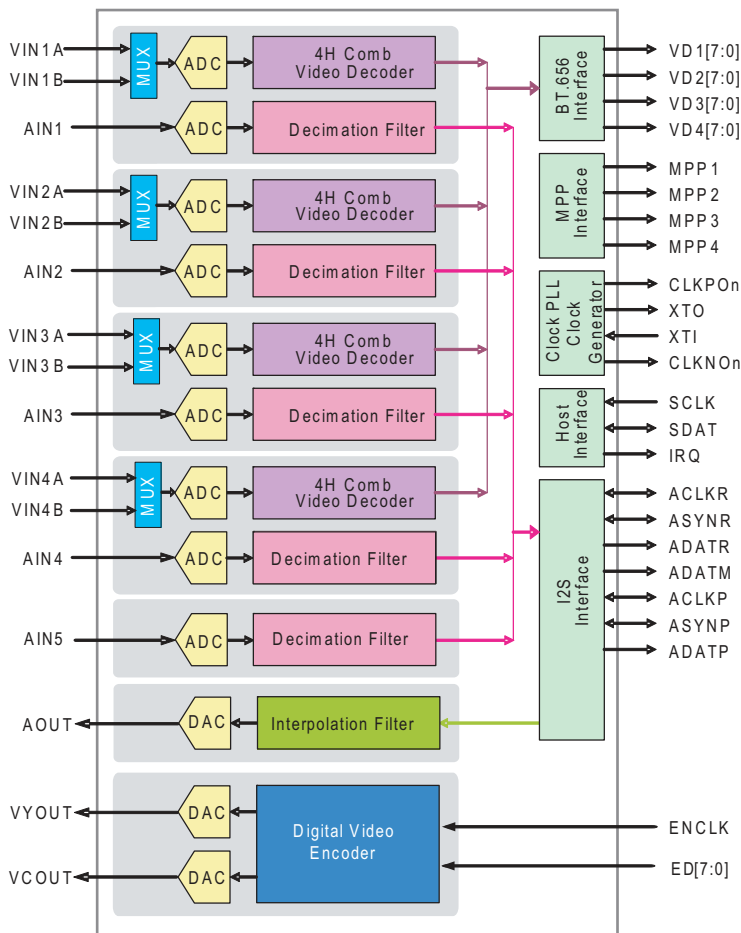 VIN1A
VIN1B
MUX
ADC
4H Comb
Video Decoder
AIN1
ADC
Decimation Filter
VIN2A
VIN2B
MUX
ADC
4H Comb
Video Decoder
AIN2
ADC
Decimation Filter
VIN3A
VIN3B
MUX
ADC
4H Comb
Video Decoder
AIN3
ADC
Decimation Filter
VIN4A
VIN4B
MUX
ADC
4H Comb
Video Decoder
AIN4
ADC
Decimation Filter
AIN5
ADC
Decimation Filter
AOUT
DAC
Interpolation Filter
VYOUT
DAC
VCOUT
DAC
Digital Video
Encoder
BT.656
Interface
VD1[7:0]
VD2[7:0]
VD3[7:0]
VD4[7:0]
MPP
Interface
MPP1
MPP2
MPP3
MPP4
Clock PLL
Clock
Generator
CLKPOn
XTO
XTI
CLKNOn
Host
Interface
SCLK
SDAT
IRQ
I2S
Interface
ACLKR
ASYNR
ADATR
ADATM
ACLKP
ASYNP
ADATP
ENCLK
ED[7:0]